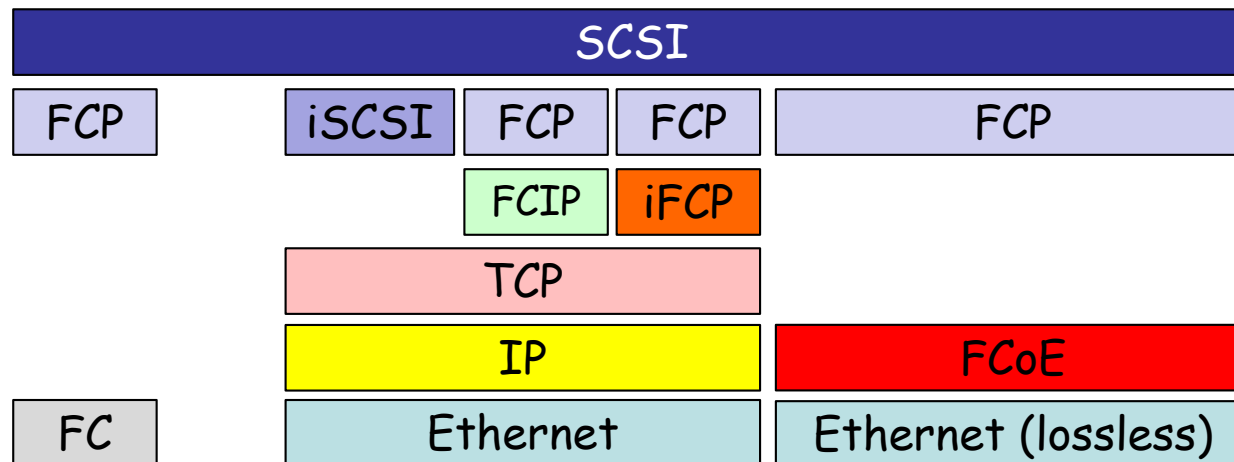 SCSI
FCP iSCSI FCP FCP FCP
FCIP iFCP
TCP
IP FCoE
FC Ethernet Ethernet (lossless)